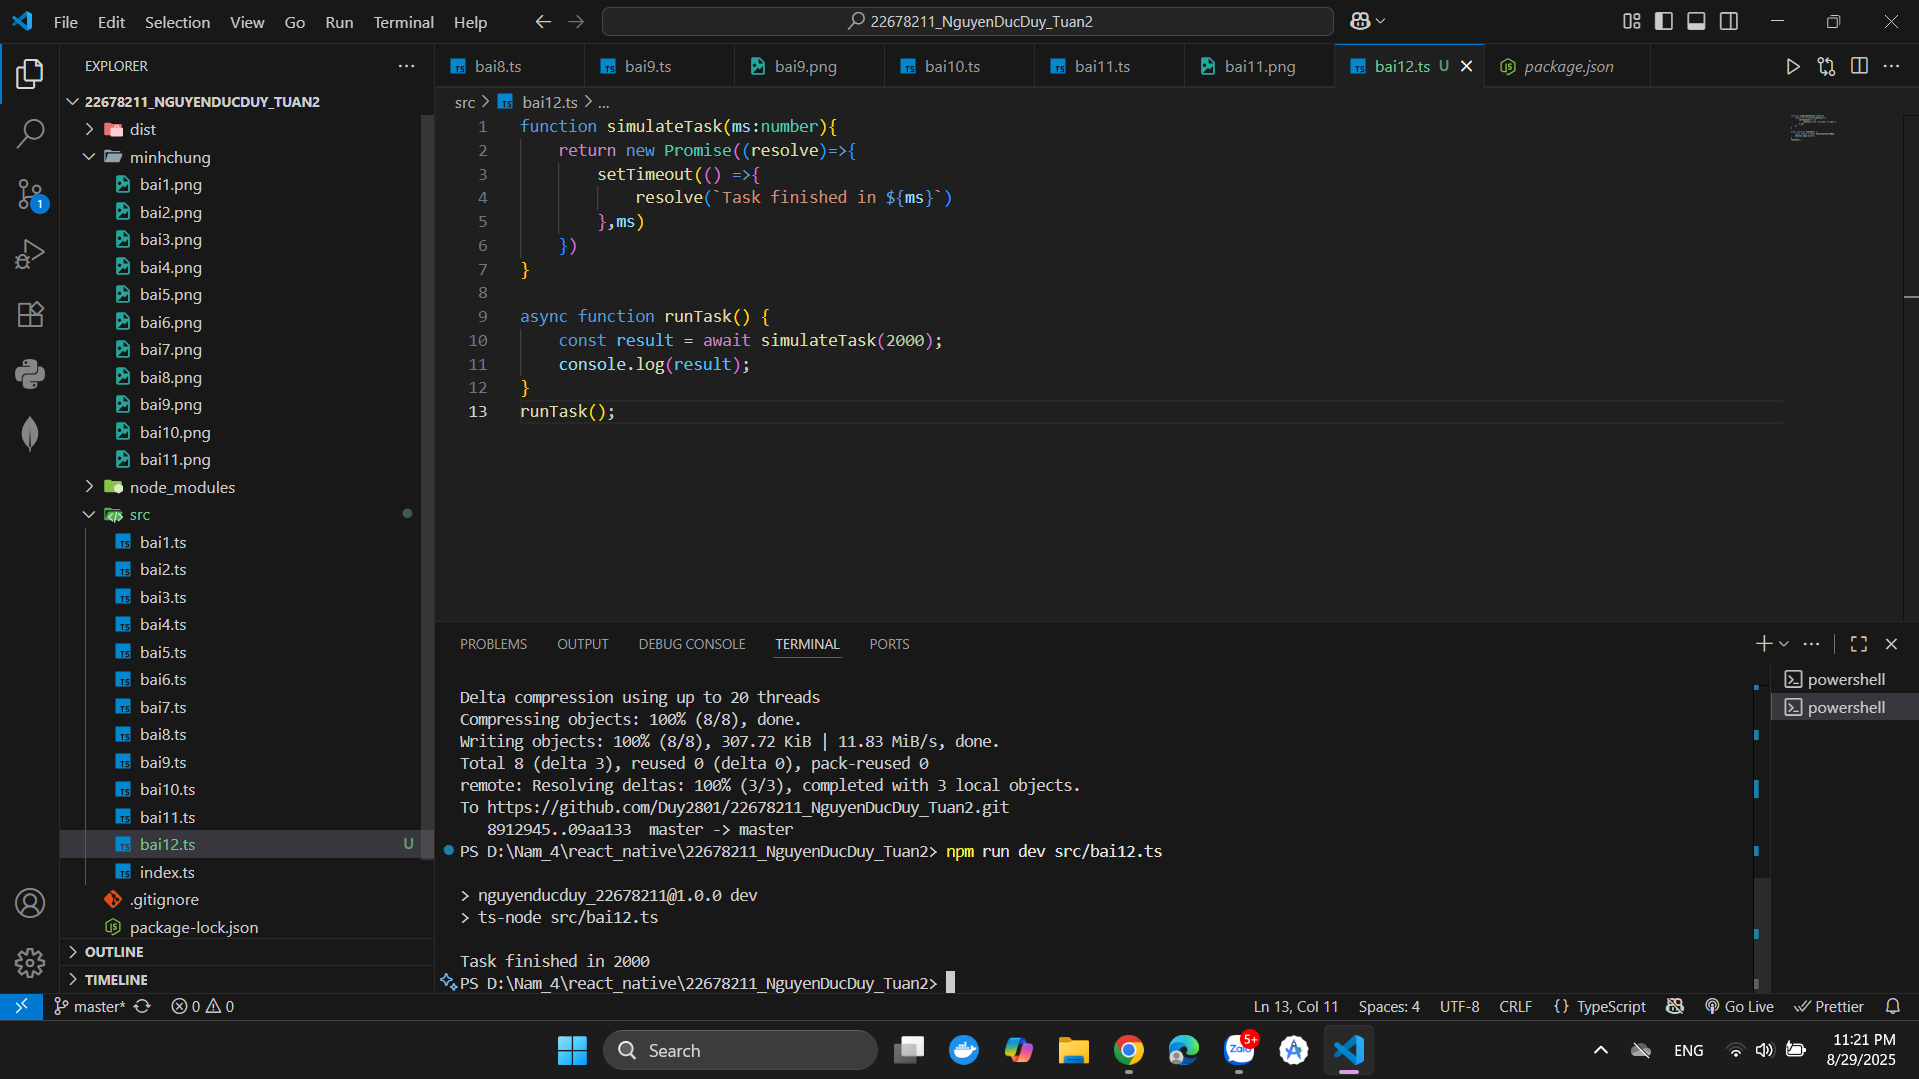 File Edit Selection View Go Run Terminal Help
22678211_NguyenDucDuy_Tuan2
EXPLORER
22678211_NGUYENDUCDUY_TUAN2
dist
minhchung
bai1.png
bai2.png
bai3.png
bai4.png
bai5.png
bai6.png
bai7.png
bai8.png
bai9.png
bai10.png
bai11.png
node_modules
src
bai1.ts
bai2.ts
bai3.ts
bai4.ts
bai5.ts
bai6.ts
bai7.ts
bai8.ts
bai9.ts
bai10.ts
bai11.ts
bai12.ts U
index.ts
.gitignore
package-lock.json
OUTLINE
TIMELINE
1
bai8.ts bai9.ts bai9.png bai10.ts bai11.ts bai11.png bai12.ts U package.json
src > bai12.ts > ...
1 function simulateTask(ms:number){
2 return new Promise((resolve)=>{
3 setTimeout(() =>{
4 resolve(`Task finished in ${ms}`)
5 },ms)
6 })
7 }
8
9 async function runTask() {
10 const result = await simulateTask(2000);
11 console.log(result);
12 }
13 runTask();
PROBLEMS OUTPUT DEBUG CONSOLE TERMINAL PORTS
powershell
powershell
Delta compression using up to 20 threads
Compressing objects: 100% (8/8), done.
Writing objects: 100% (8/8), 307.72 KiB | 11.83 MiB/s, done.
Total 8 (delta 3), reused 0 (delta 0), pack-reused 0
remote: Resolving deltas: 100% (3/3), completed with 3 local objects.
To https://github.com/Duy2801/22678211_NguyenDucDuy_Tuan2.git
8912945..09aa133 master -> master
PS D:\Nam_4\react_native\22678211_NguyenDucDuy_Tuan2> npm run dev src/bai12.ts
> nguyenducduy_22678211@1.0.0 dev
> ts-node src/bai12.ts
Task finished in 2000
PS D:\Nam_4\react_native\22678211_NguyenDucDuy_Tuan2>
master* 0 0 Ln 13, Col 11 Spaces: 4 UTF-8 CRLF {} TypeScript Go Live Prettier
Search
Zalo
5+
ENG
11:21 PM
8/29/2025